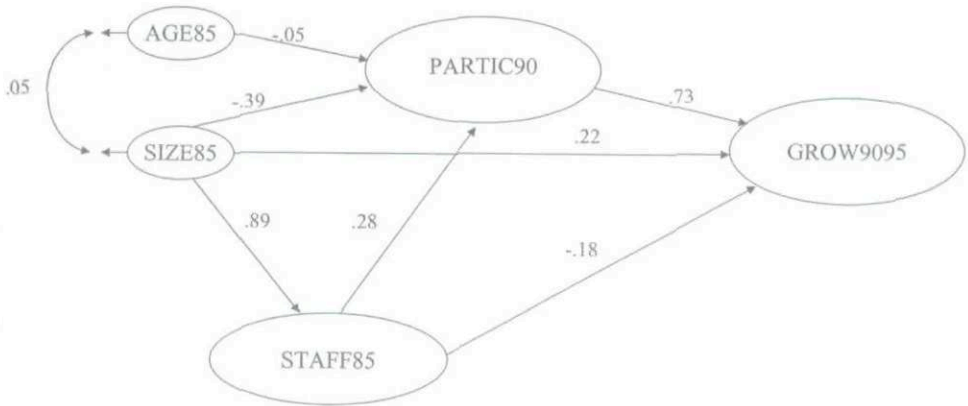 AGE85
-.05
PARTIC90
.05
-.39
.73
SIZE85
.22
GROW9095
.89
.28
-.18
STAFF85